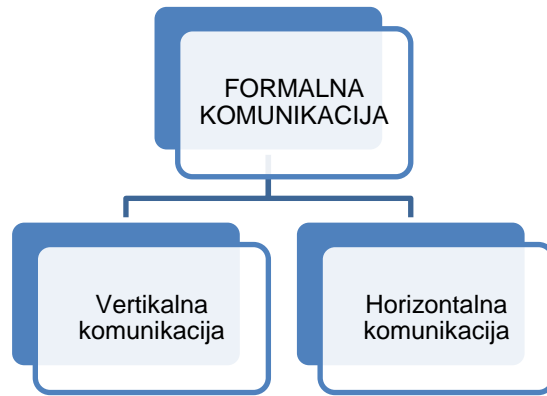 FORMALNA
KOMUNIKACIJA
Vertikalna
komunikacija
Horizontalna
komunikacija